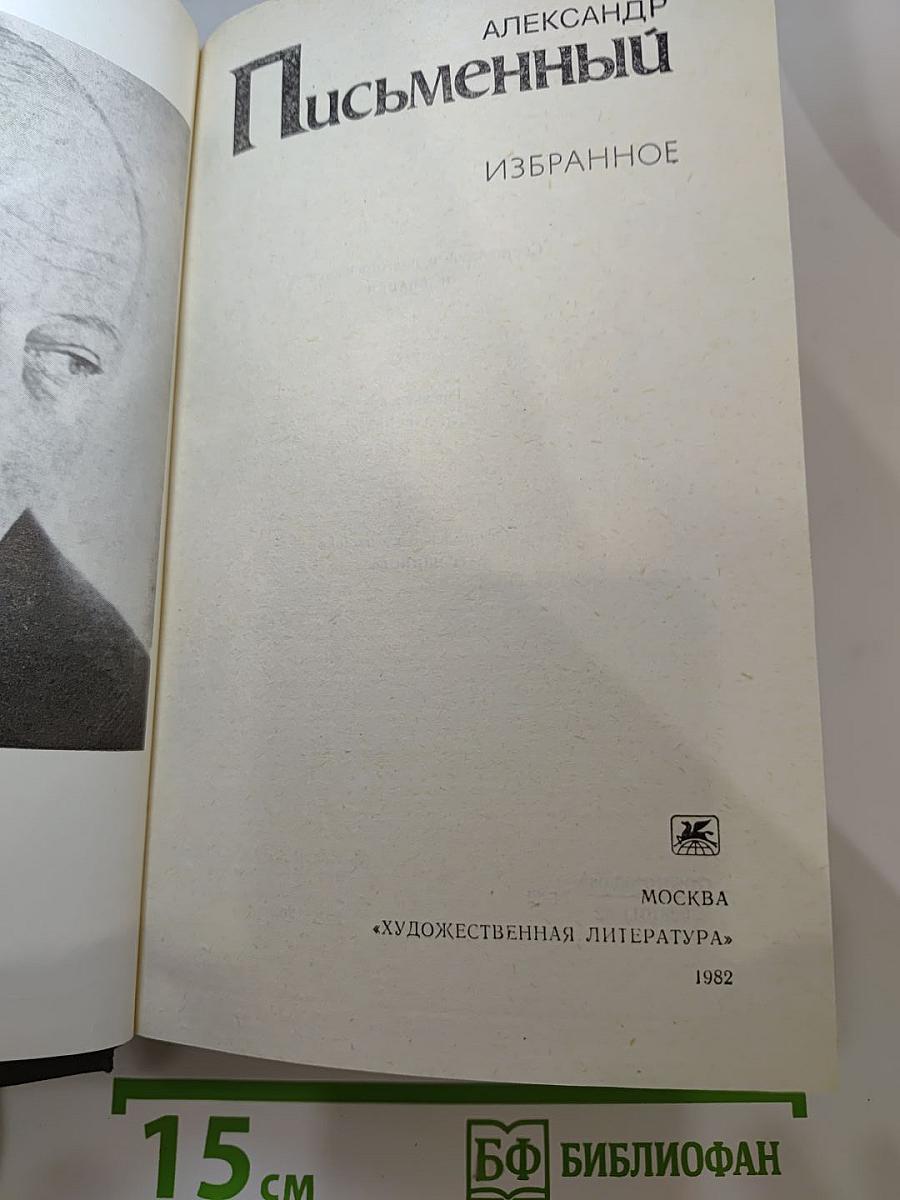 АЛЕКСАНДР
Письменный
ИЗБРАННОЕ
МОСКВА
«ХУДОЖЕСТВЕННАЯ ЛИТЕРАТУРА»
1982
15 см
БФ БИБЛИОФАН